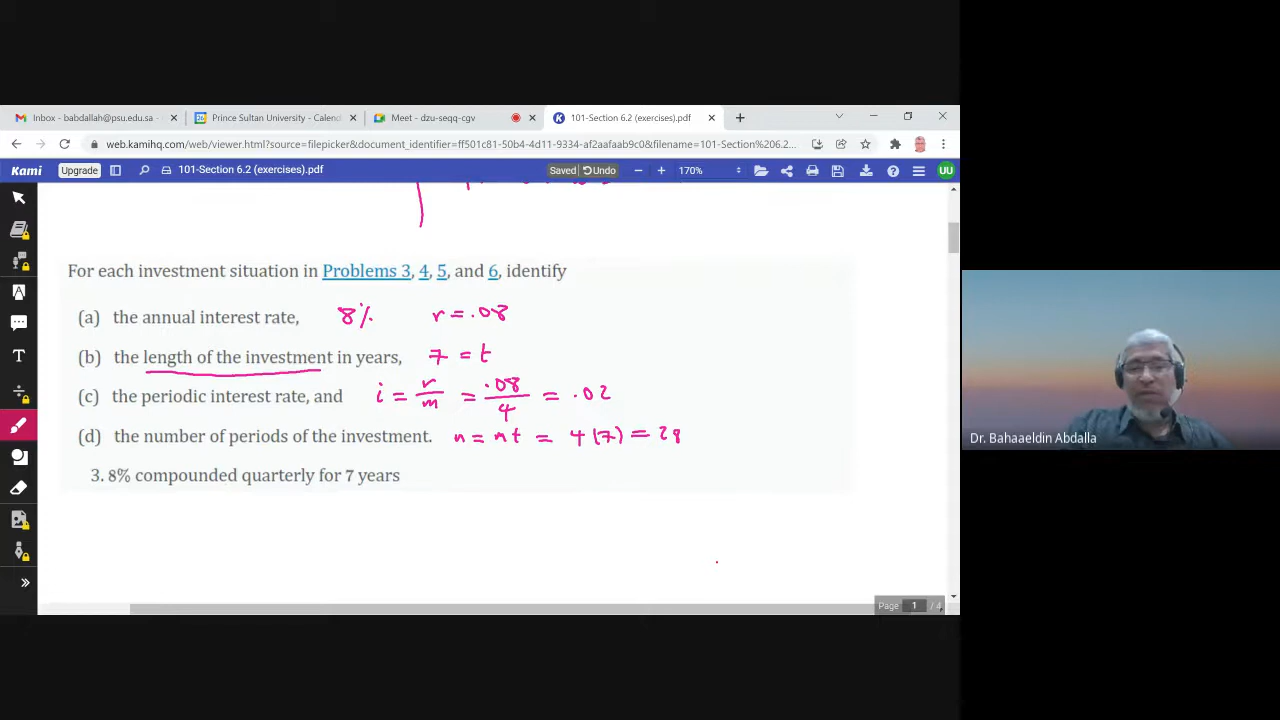 Inbox - babdallah@psu.edu.sa - Prince Sultan University - Calend Meet - dzu-seqq-cgv 101-Section 6.2 (exercises).pdf
web.kamihq.com/web/viewer.html?source=filepicker&document_identifier=ff501c81-50b4-4d11-9334-af2aafaab9c0&filename=101-Section%206.2...
Kami Upgrade 101-Section 6.2 (exercises).pdf Saved Undo 170% UU
For each investment situation in Problems 3, 4, 5, and 6, identify
(a) the annual interest rate, 8% r = .08
(b) the length of the investment in years, 7 = t
(c) the periodic interest rate, and i = r/m = .08/4 = .02
(d) the number of periods of the investment. n = mt = 4(7) = 28
3. 8% compounded quarterly for 7 years
Page 1 / 4
Dr. Bahaaeldin Abdalla